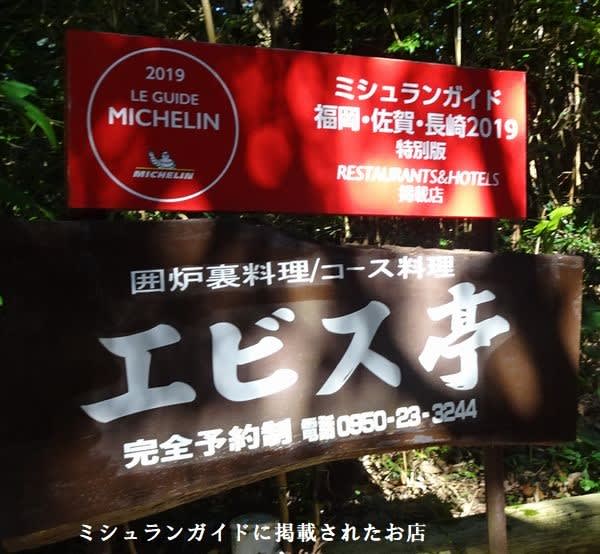 2019
LE GUIDE
MICHELIN
MICHELIN
ミシュランガイド
福岡・佐賀・長崎2019
特別版
RESTAURANTS&HOTELS
掲載店
囲炉裏料理/コース料理
エビス亭
完全予約制 電話0950-23-3244
ミシュランガイドに掲載されたお店